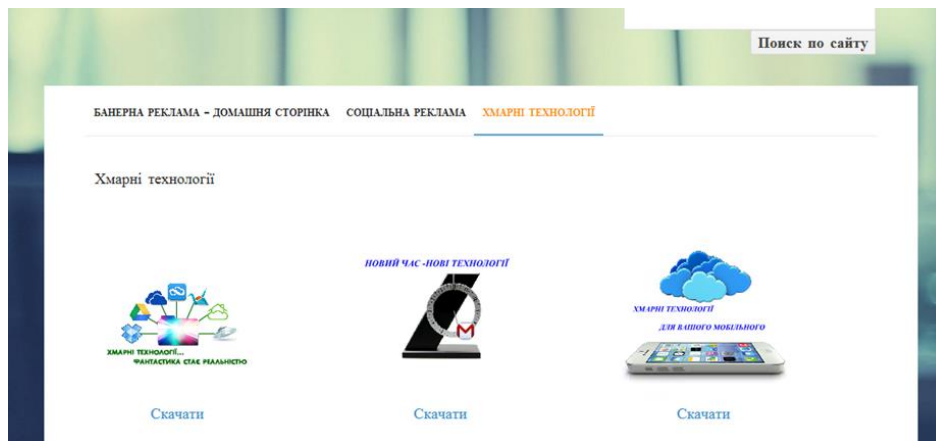 Поиск по сайту
БАНЕРНА РЕКЛАМА – ДОМАШНЯ СТОРІНКА СОЦІАЛЬНА РЕКЛАМА ХМАРНІ ТЕХНОЛОГІЇ
Хмарні технології
ХМАРНІ ТЕХНОЛОГІЇ...
ФАНТАСТИКА СТАЄ РЕАЛЬНІСТЮ
Скачати
НОВИЙ ЧАС -НОВІ ТЕХНОЛОГІЇ
Скачати
ХМАРНІ ТЕХНОЛОГІЇ
ДЛЯ ВАШОГО МОБІЛЬНОГО
Скачати